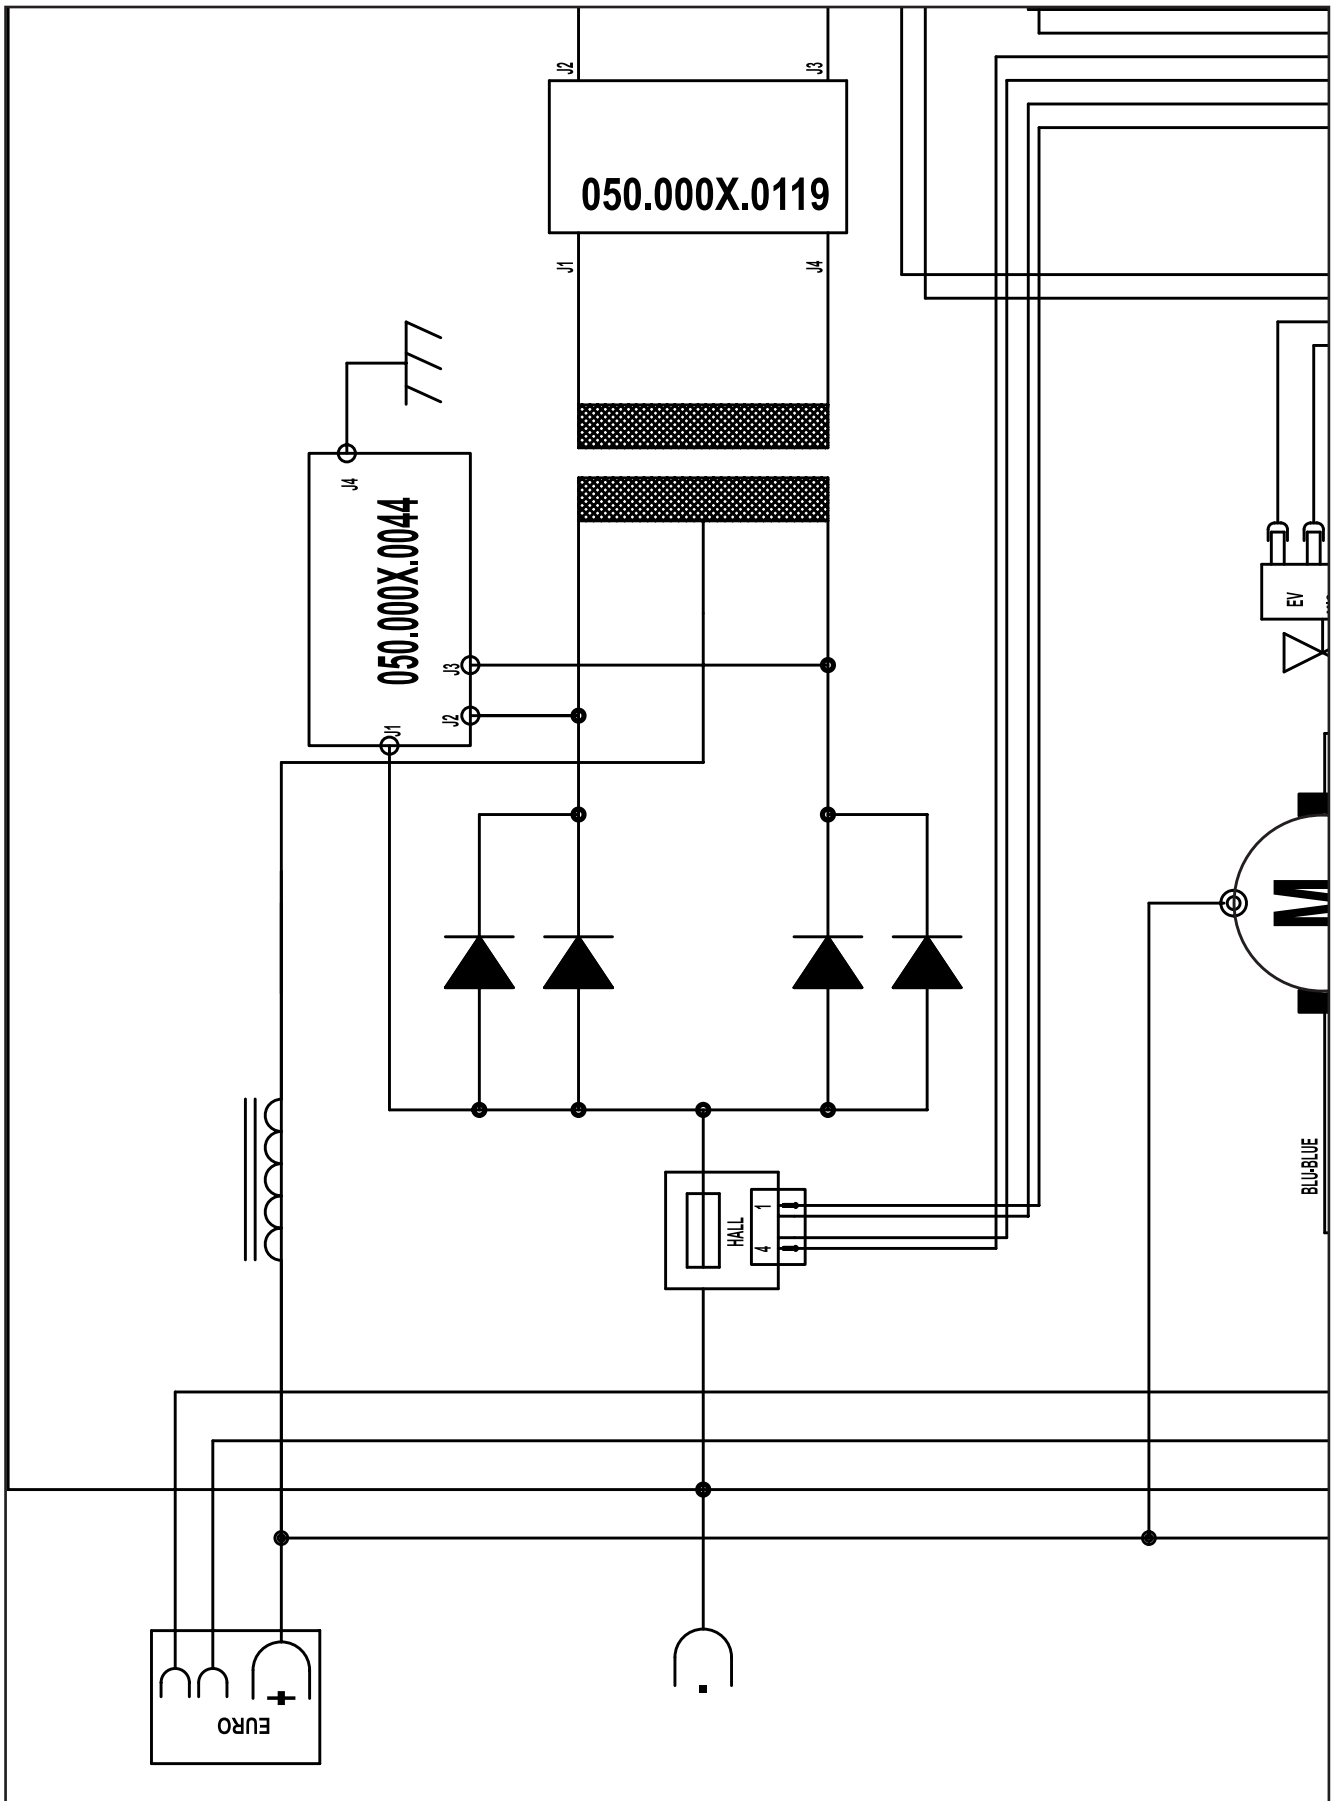 J2
J3
050.000X.0119
J1
J4
J4
050.000X.0044
J3
J2
J1
EV
M
BLU-BLUE
1
HALL
4
+
-
EURO